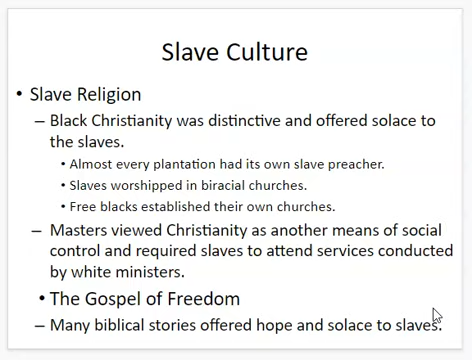 Slave Culture
• Slave Religion
– Black Christianity was distinctive and offered solace to
the slaves.
• Almost every plantation had its own slave preacher.
• Slaves worshipped in biracial churches.
• Free blacks established their own churches.
– Masters viewed Christianity as another means of social
control and required slaves to attend services conducted
by white ministers.
• The Gospel of Freedom
– Many biblical stories offered hope and solace to slaves.